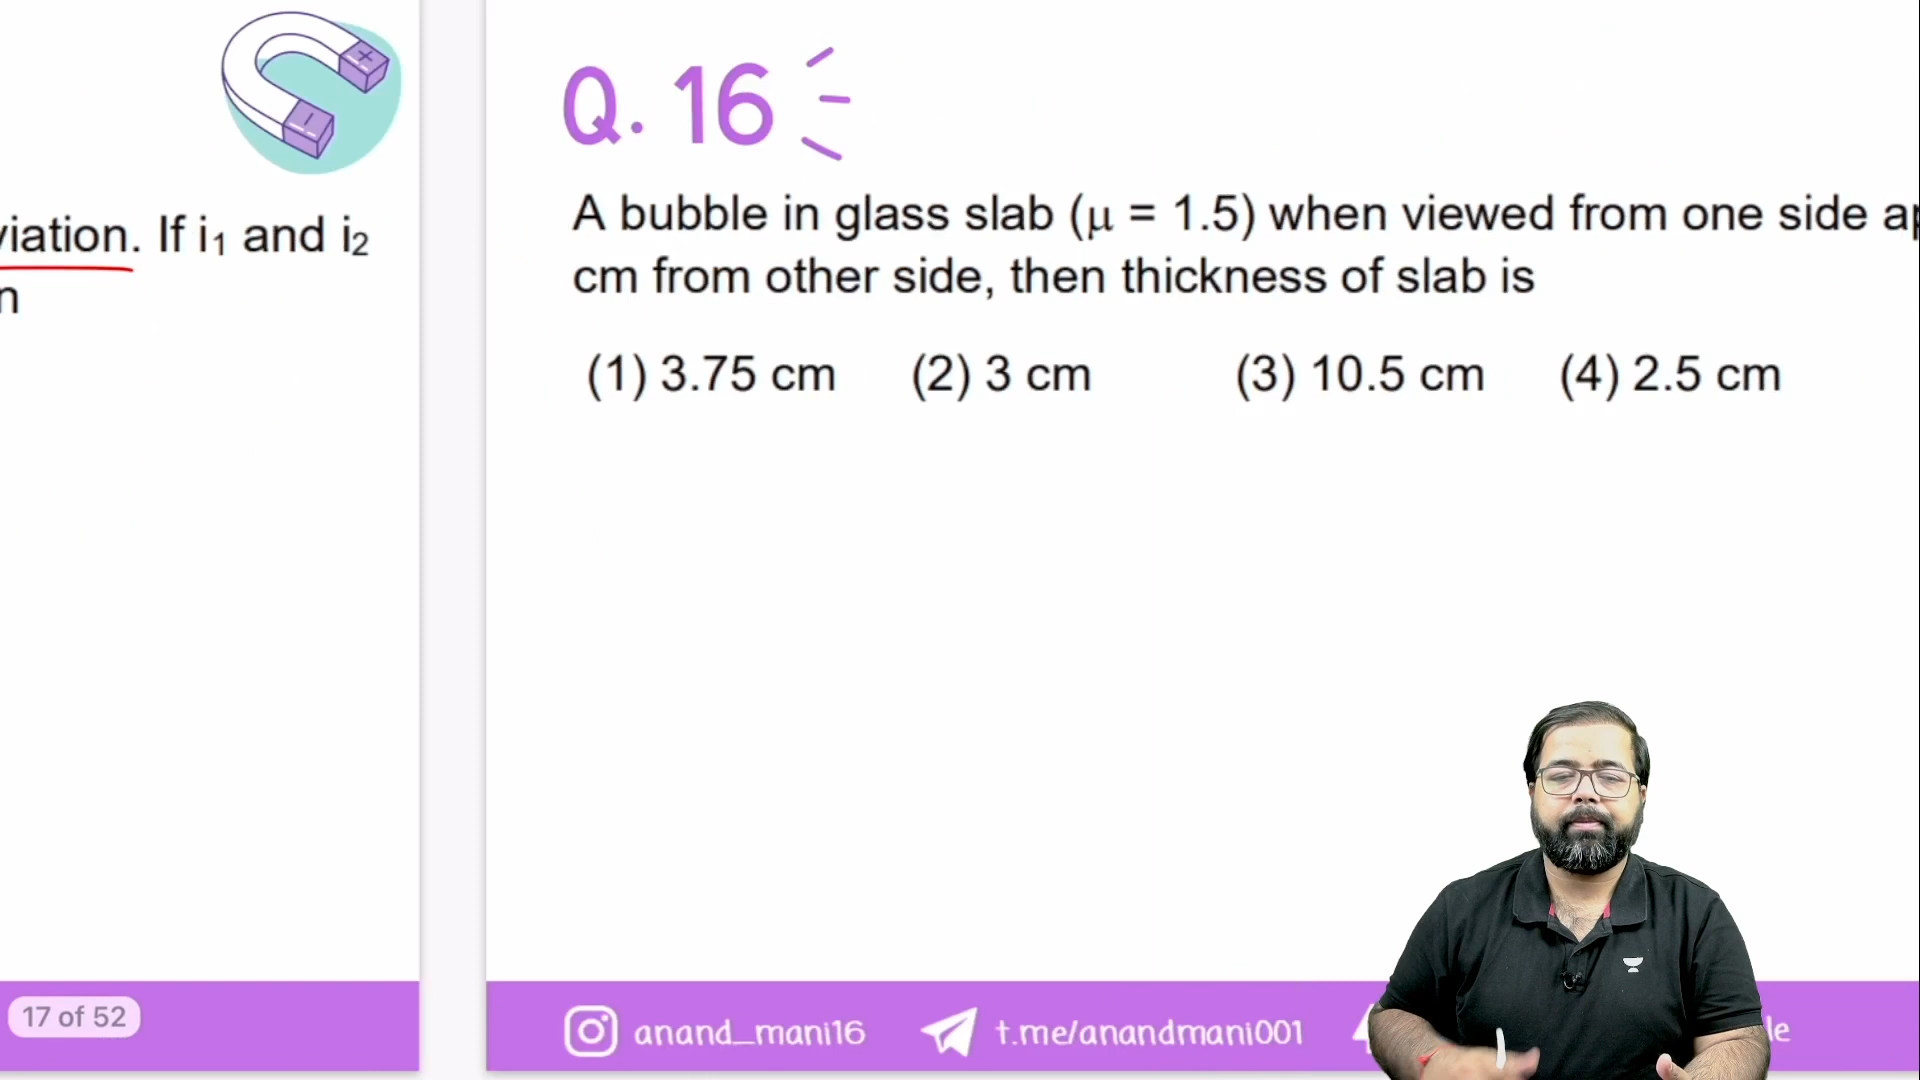 viation. If i₁ and i₂
n
Q. 16
A bubble in glass slab (μ = 1.5) when viewed from one side
cm from other side, then thickness of slab is
(1) 3.75 cm (2) 3 cm (3) 10.5 cm (4) 2.5 cm
17 of 52
anand_mani16 t.me/anandmani001